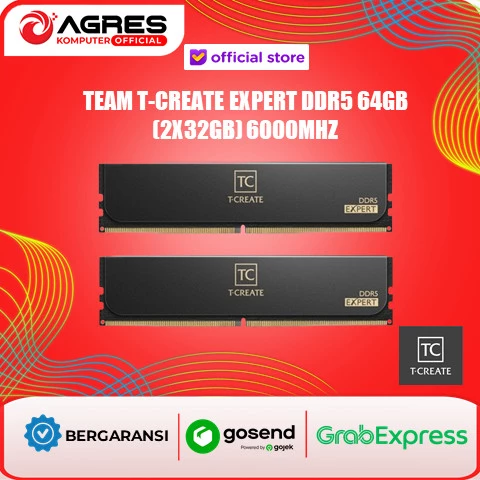 AGRES
KOMPUTER OFFICIAL
official store
TEAM T-CREATE EXPERT DDR5 64GB
(2X32GB) 6000MHZ
TC
T-CREATE
DDR5
EXPERT
TC
T-CREATE
DDR5
EXPERT
TC
T-CREATE
BERGARANSI
gosend
Powered by gojek
GrabExpress